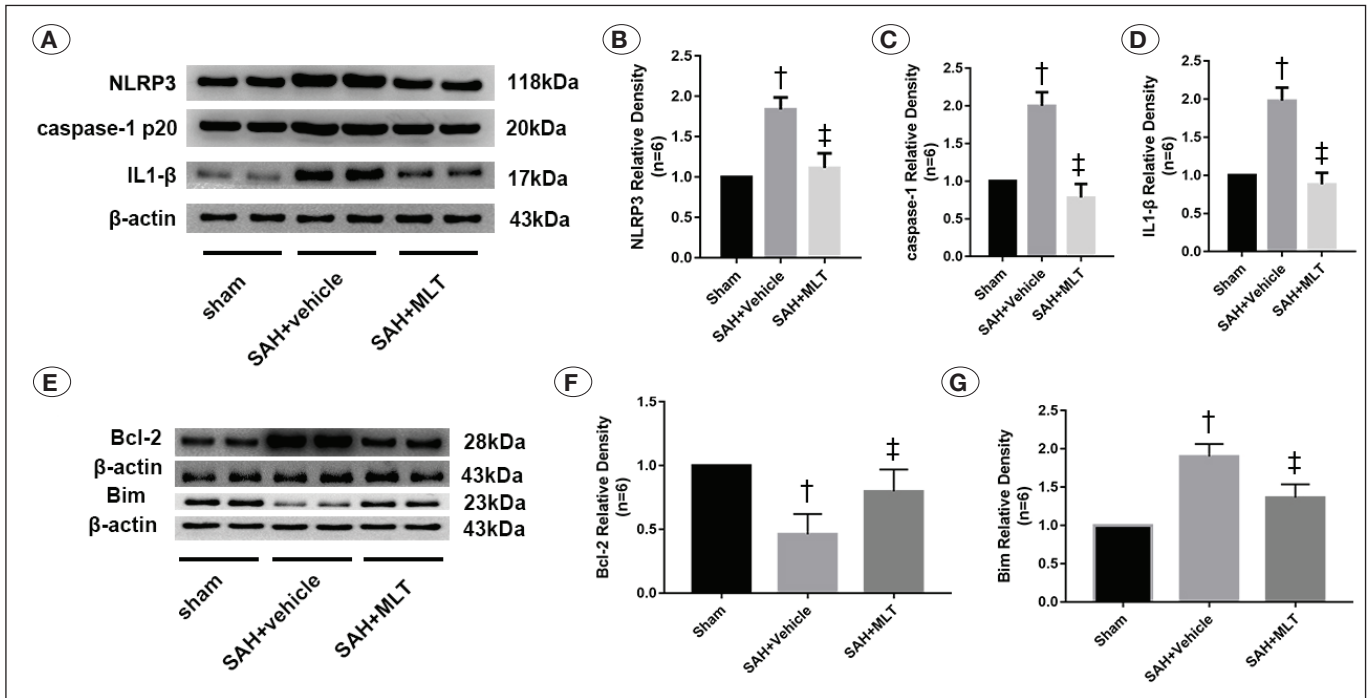 A
NLRP3
118kDa
caspase-1 p20
20kDa
IL1-β
17kDa
β-actin
43kDa
sham
SAH+vehicle
SAH+MLT
B
NLRP3 Relative Density
(n=6)
2.5
2.0
1.5
1.0
0.5
0.0
†
‡
Sham
SAH+Vehicle
SAH+MLT
C
caspase-1 Relative Density
(n=6)
2.5
2.0
1.5
1.0
0.5
0.0
†
‡
Sham
SAH+Vehicle
SAH+MLT
D
IL1-β Relative Density
(n=6)
2.5
2.0
1.5
1.0
0.5
0.0
†
‡
Sham
SAH+Vehicle
SAH+MLT
E
Bcl-2
28kDa
β-actin
43kDa
Bim
23kDa
β-actin
43kDa
sham
SAH+vehicle
SAH+MLT
F
Bcl-2 Relative Density
(n=6)
1.5
1.0
0.5
0.0
†
‡
Sham
SAH+Vehicle
SAH+MLT
G
Bim Relative Density
(n=6)
2.5
2.0
1.5
1.0
0.5
0.0
†
‡
Sham
SAH+Vehicle
SAH+MLT